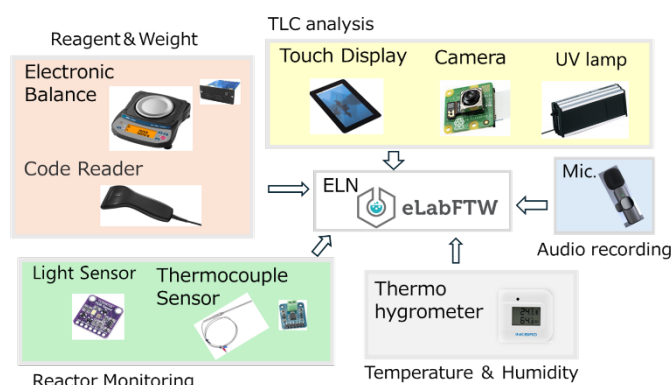 TLC analysis
Reagent & Weight
Touch Display
Camera
UV lamp
Electronic
Balance
Code Reader
ELN
eLabFTW
Mic.
Audio recording
Light Sensor
Thermocouple
Sensor
Thermo
hygrometer
Temperature & Humidity
Reactor Monitoring